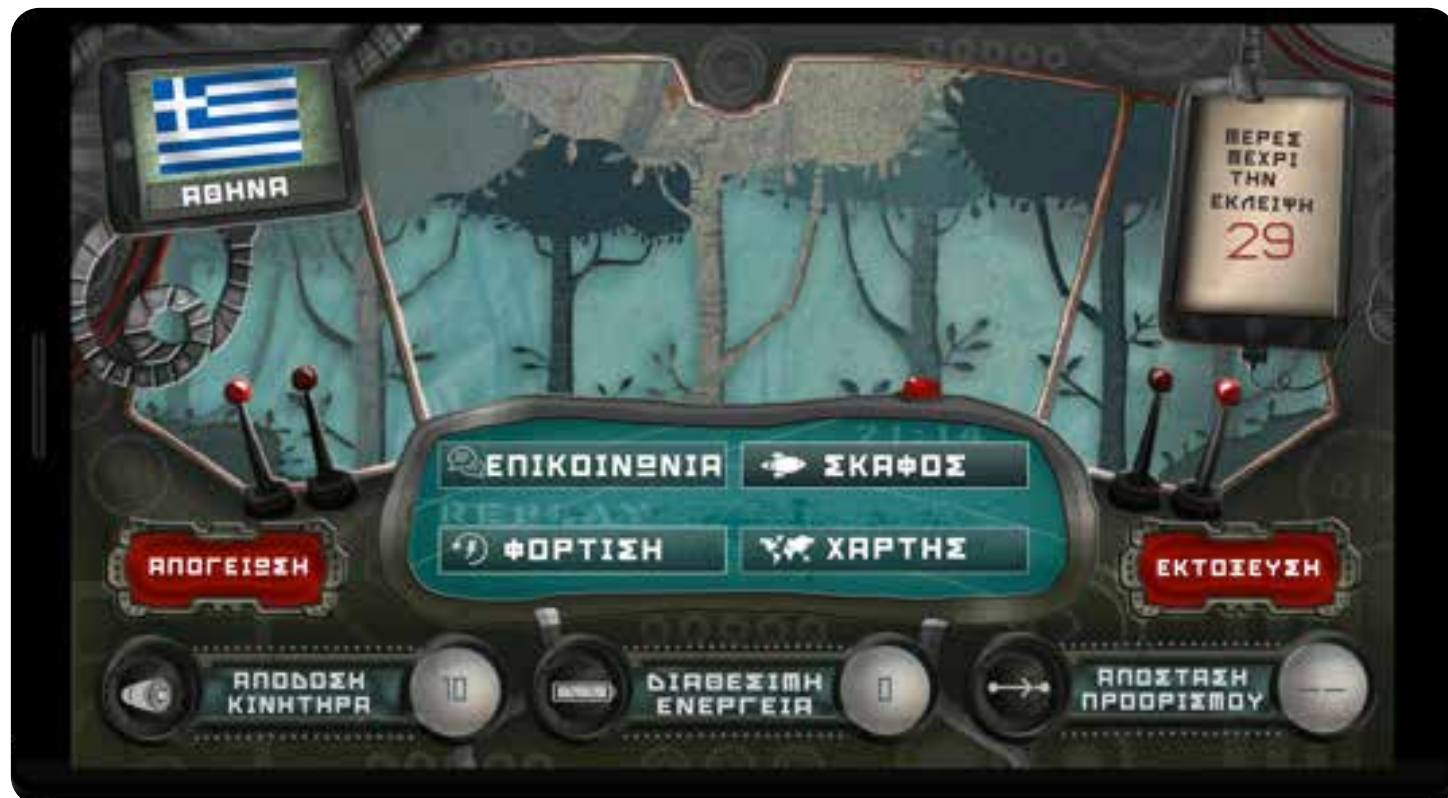 ΑΘΗΝΑ
ΜΕΡΕΣ
ΜΕΧΡΙ
ΤΗΝ
ΕΚΛΕΙΨΗ
29
ΕΠΙΚΟΙΝΩΝΙΑ
ΣΚΑΦΟΣ
REPLAY
ΦΟΡΤΙΣΗ
ΧΑΡΤΗΣ
ΑΠΟΓΕΙΩΣΗ
ΕΚΤΟΞΕΥΣΗ
ΑΠΟΔΟΣΗ
ΚΙΝΗΤΗΡΑ
10
ΔΙΑΘΕΣΙΜΗ
ΕΝΕΡΓΕΙΑ
0
ΑΠΟΣΤΑΣΗ
ΠΡΟΟΡΙΣΜΟΥ
--